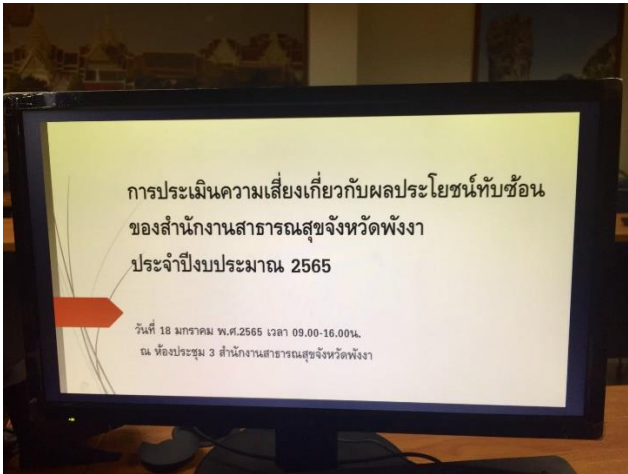 การประเมินความเสี่ยงเกี่ยวกับผลประโยชน์ทับซ้อน
ของสำนักงานสาธารณสุขจังหวัดพังงา
ประจำปีงบประมาณ 2565
วันที่ 18 มกราคม พ.ศ.2565 เวลา 09.00-16.00น.
ณ ห้องประชุม 3 สำนักงานสาธารณสุขจังหวัดพังงา